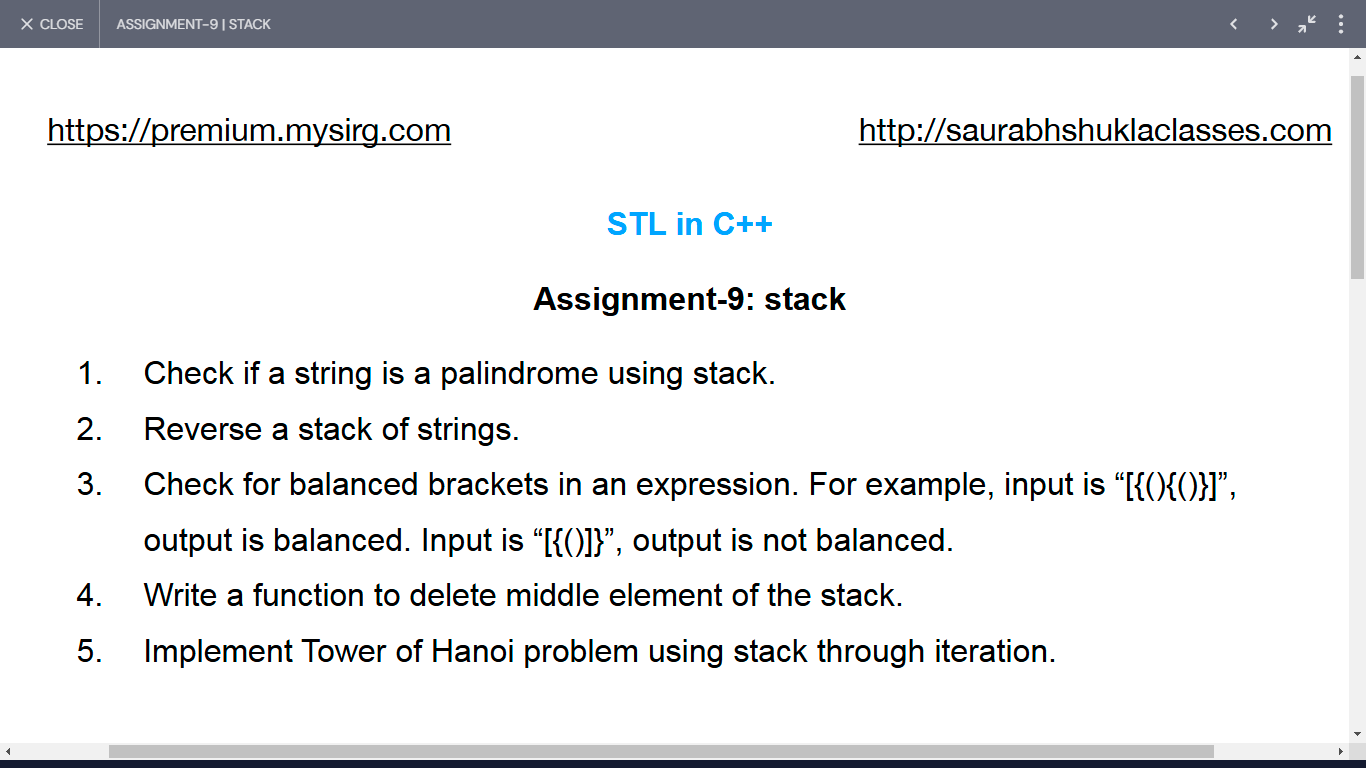 CLOSE ASSIGNMENT-9 | STACK
https://premium.mysirg.com http://saurabhshuklaclasses.com
STL in C++
Assignment-9: stack
1. Check if a string is a palindrome using stack.
2. Reverse a stack of strings.
3. Check for balanced brackets in an expression. For example, input is “[{(){()}]”,
output is balanced. Input is “[{()]}”, output is not balanced.
4. Write a function to delete middle element of the stack.
5. Implement Tower of Hanoi problem using stack through iteration.